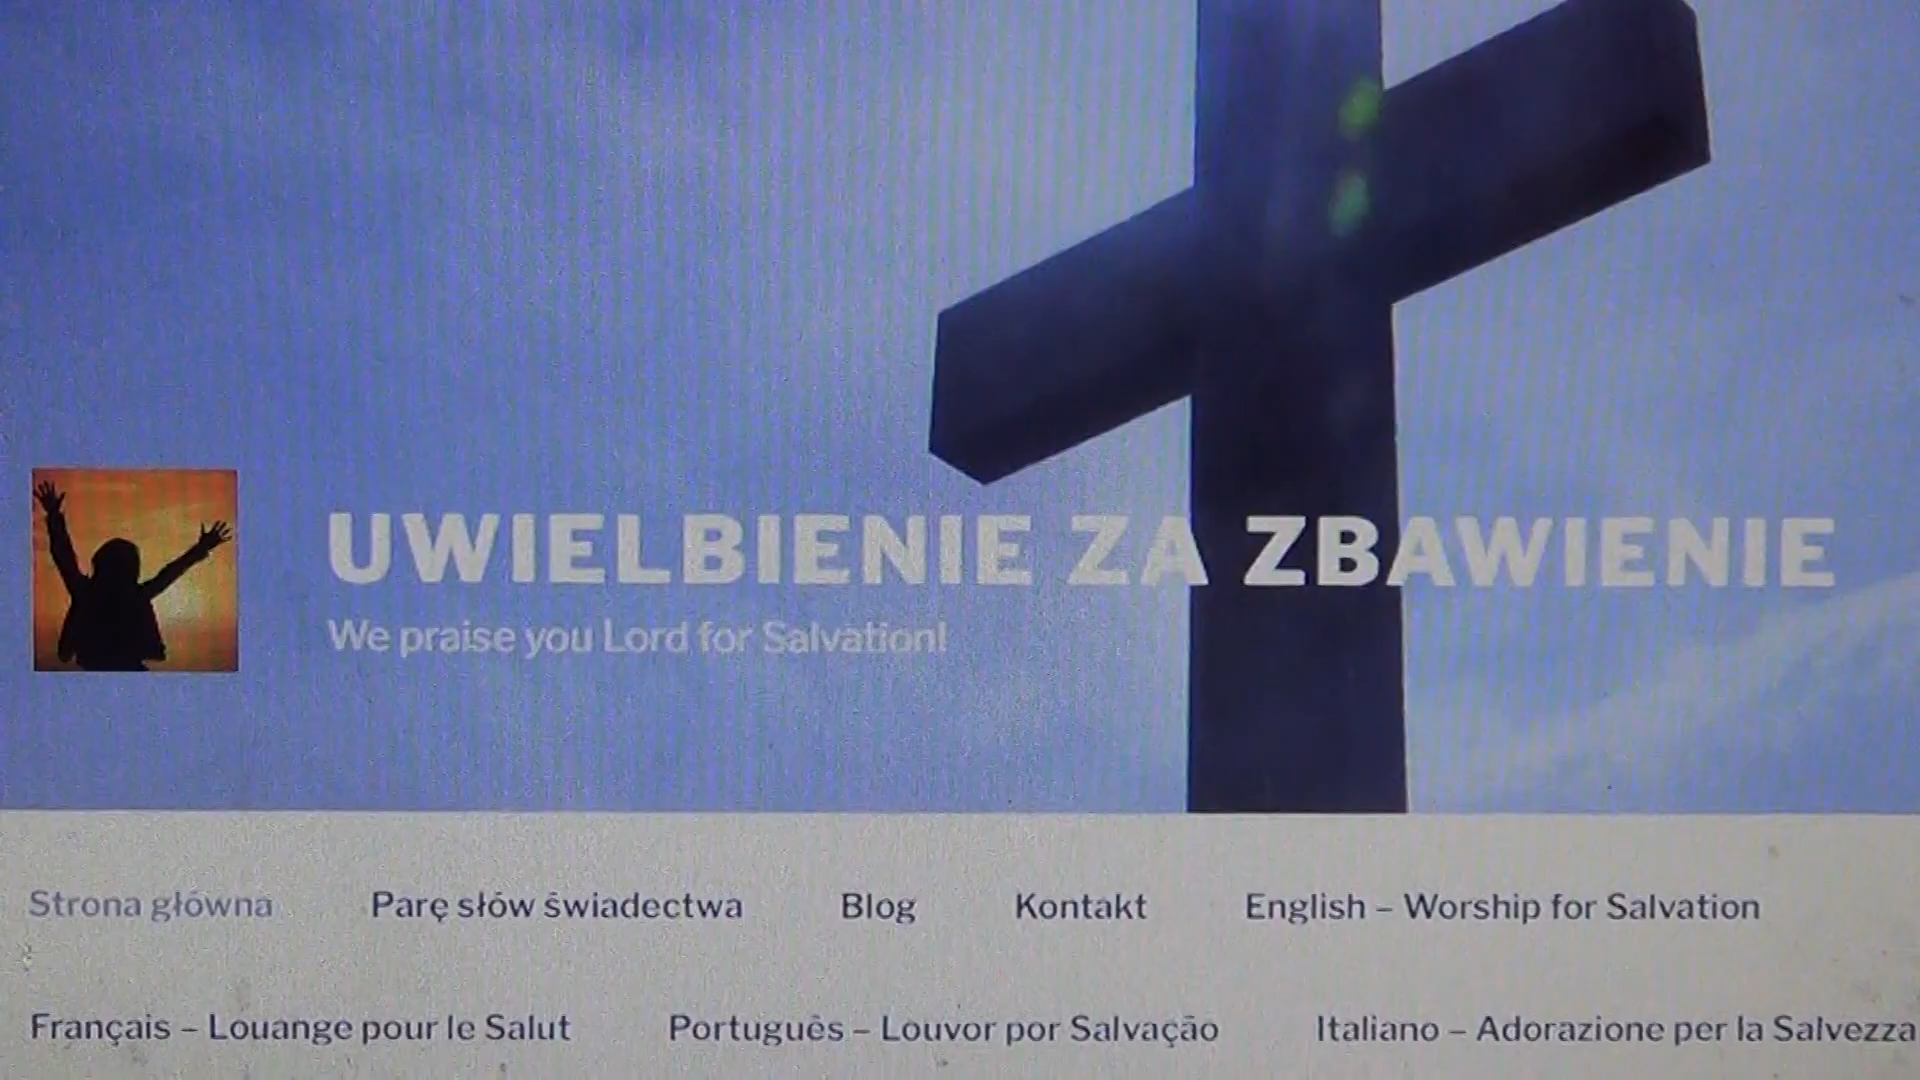 UWIELBIENIE ZA ZBAWIENIE
We praise you Lord for Salvation!
Strona główna Parę słów świadectwa Blog Kontakt English – Worship for Salvation
Français – Louange pour le Salut Português – Louvor por Salvação Italiano – Adorazione per la Salvezza